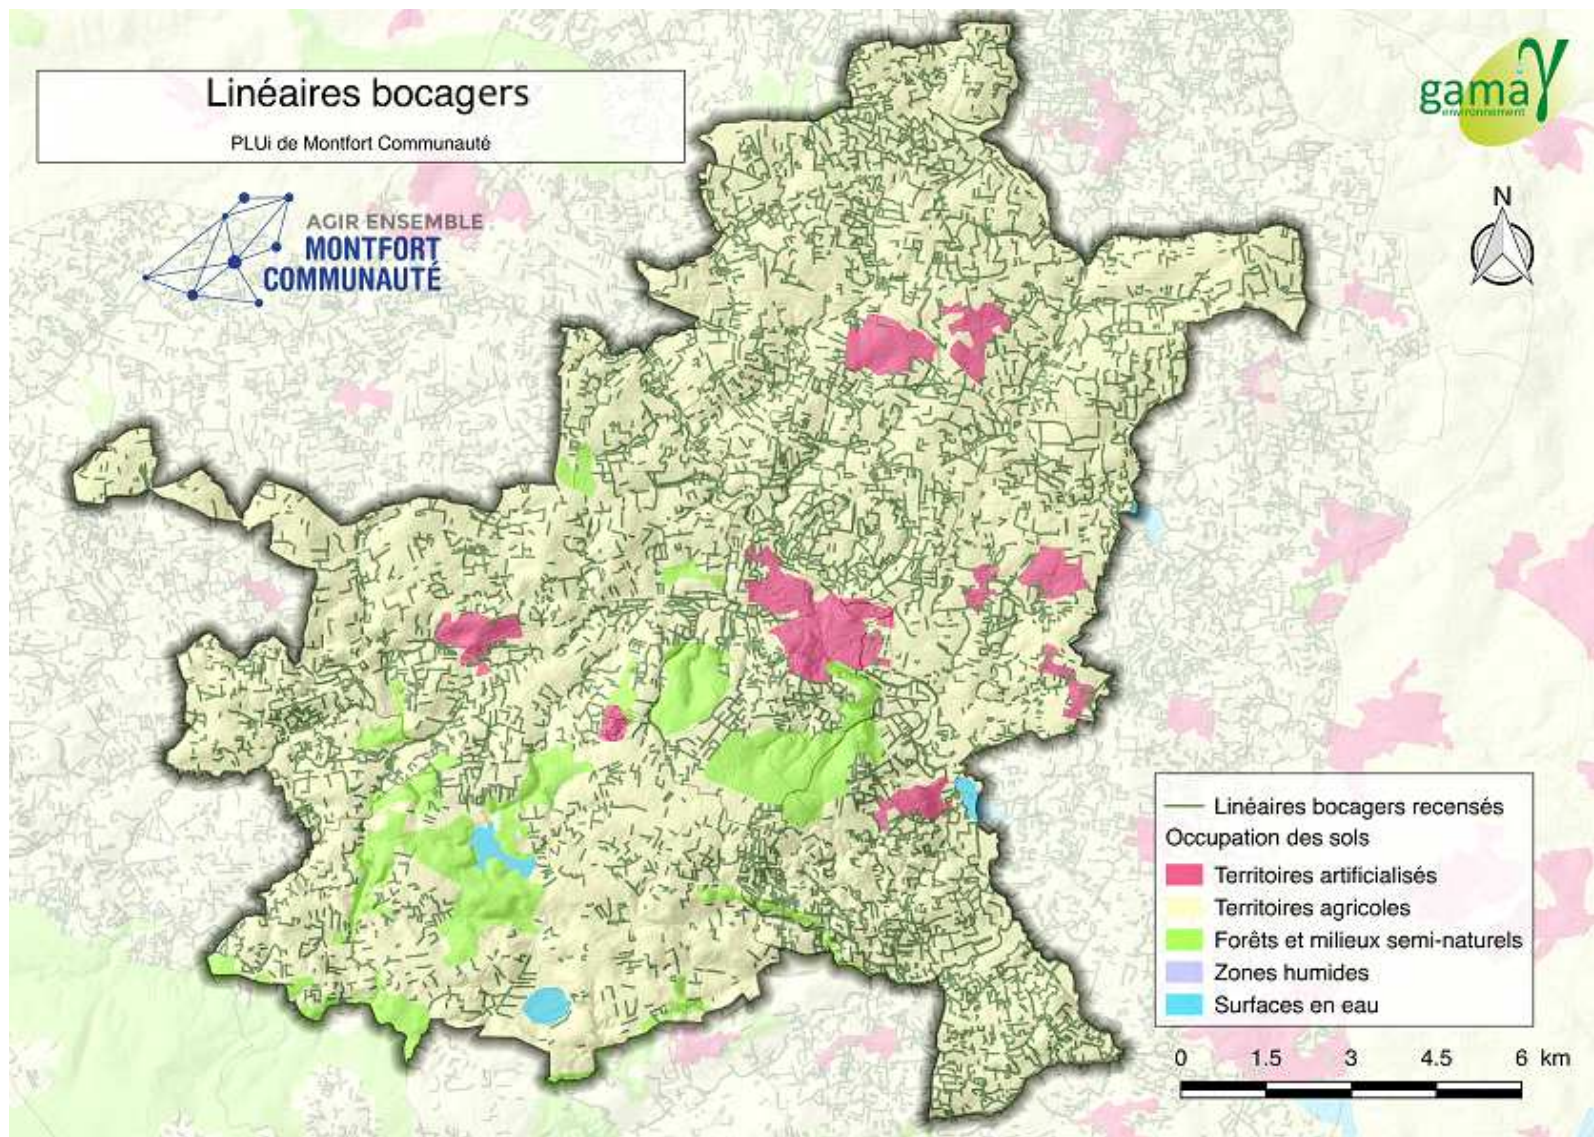 Linéaires bocagers
PLUi de Montfort Communauté
AGIR ENSEMBLE
MONTFORT
COMMUNAUTÉ
gama
environnement
N
Linéaires bocagers recensés
Occupation des sols
Territoires artificialisés
Territoires agricoles
Forêts et milieux semi-naturels
Zones humides
Surfaces en eau
0 1.5 3 4.5 6 km